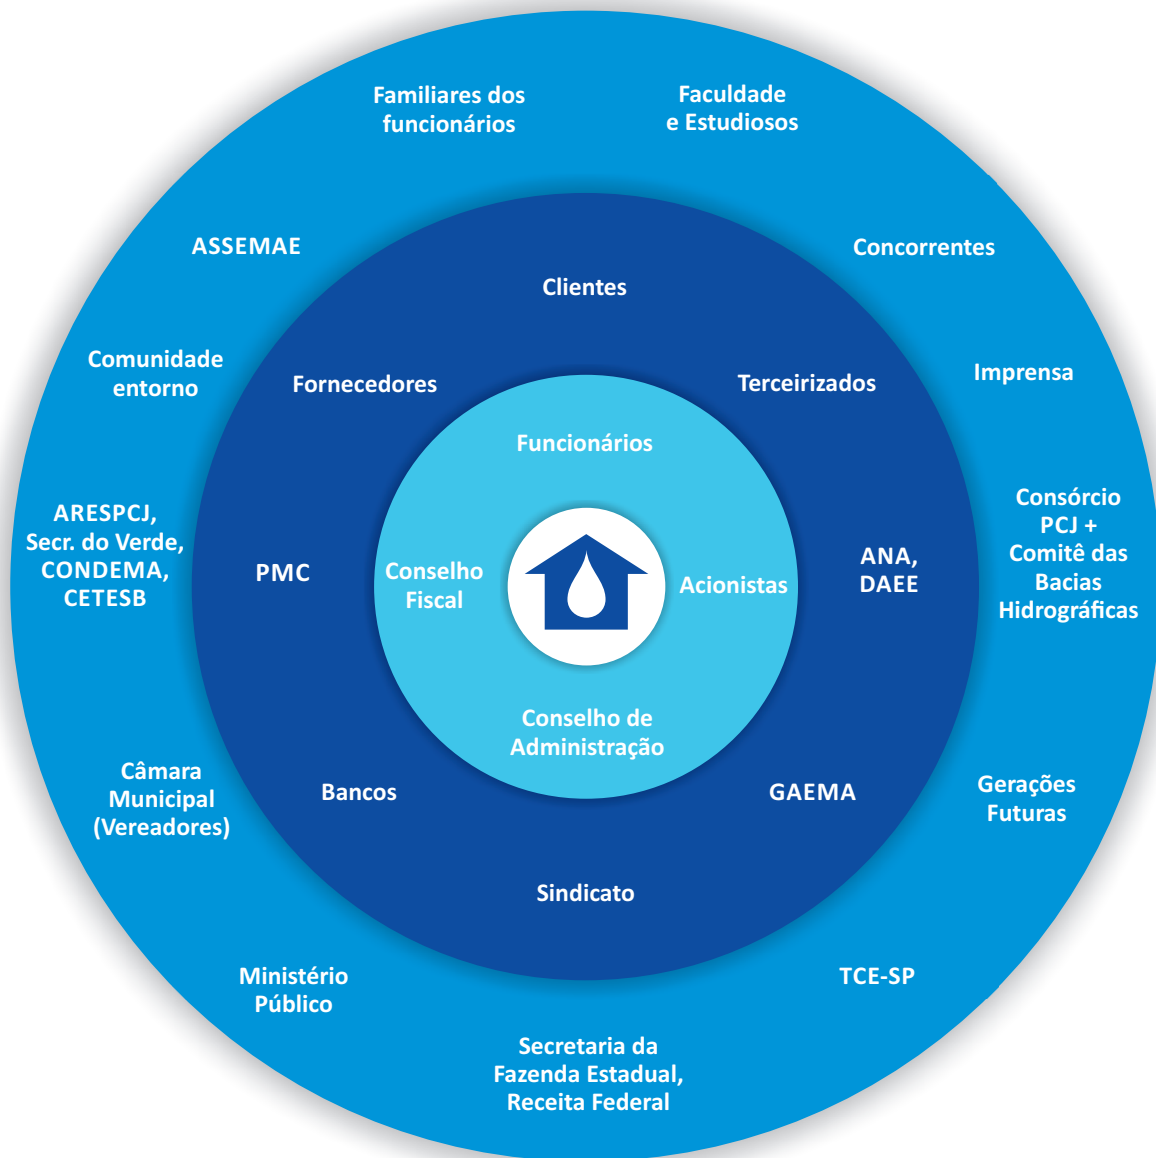 Familiares dos
funcionários
Faculdade
e Estudiosos
ASSEMAE
Concorrentes
Clientes
Comunidade
entorno
Fornecedores
Terceirizados
Imprensa
Funcionários
ARESPCJ,
Secr. do Verde,
CONDEMA,
CETESB
PMC
Conselho
Fiscal
Acionistas
ANA,
DAEE
Consórcio
PCJ +
Comitê das
Bacias
Hidrográficas
Conselho de
Administração
Câmara
Municipal
(Vereadores)
Bancos
GAEMA
Gerações
Futuras
Sindicato
Ministério
Público
TCE-SP
Secretaria da
Fazenda Estadual,
Receita Federal